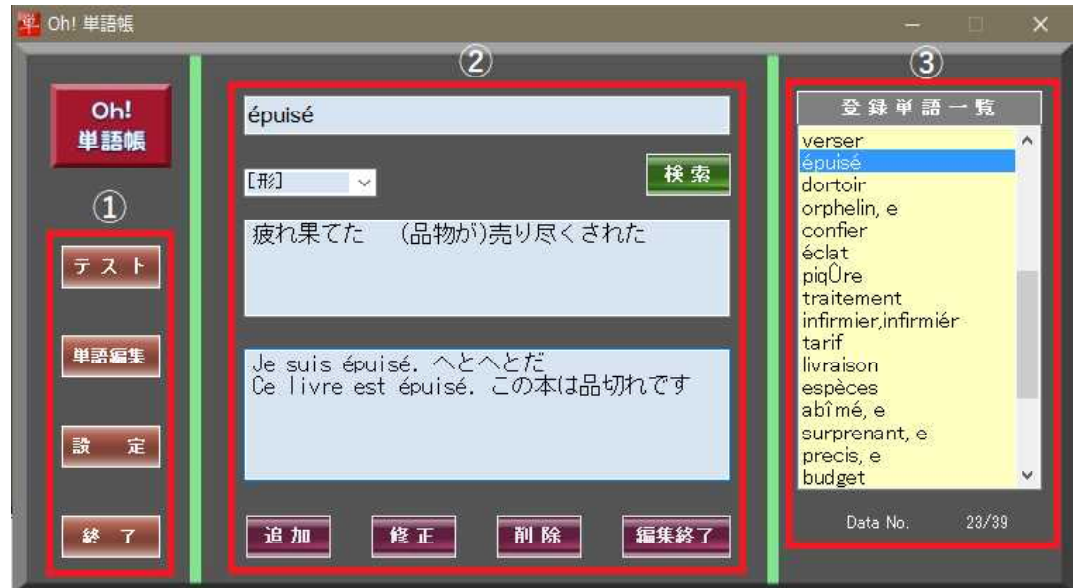 単 Oh! 単語帳
Oh!
単語帳
①
テスト
単語編集
設 定
終 了
②
épuisé
[形]
検索
疲れ果てた (品物が)売り尽くされた
Je suis épuisé. へとへとだ
Ce livre est épuisé. この本は品切れです
追加
修正
削除
編集終了
③
登録単語一覧
verser
épuisé
dortoir
orphelin, e
confier
éclat
piqÛre
traitement
infirmier,infirmiér
tarif
livraison
espèces
abîmé, e
surprenant, e
precis, e
budget
Data No. 23/39